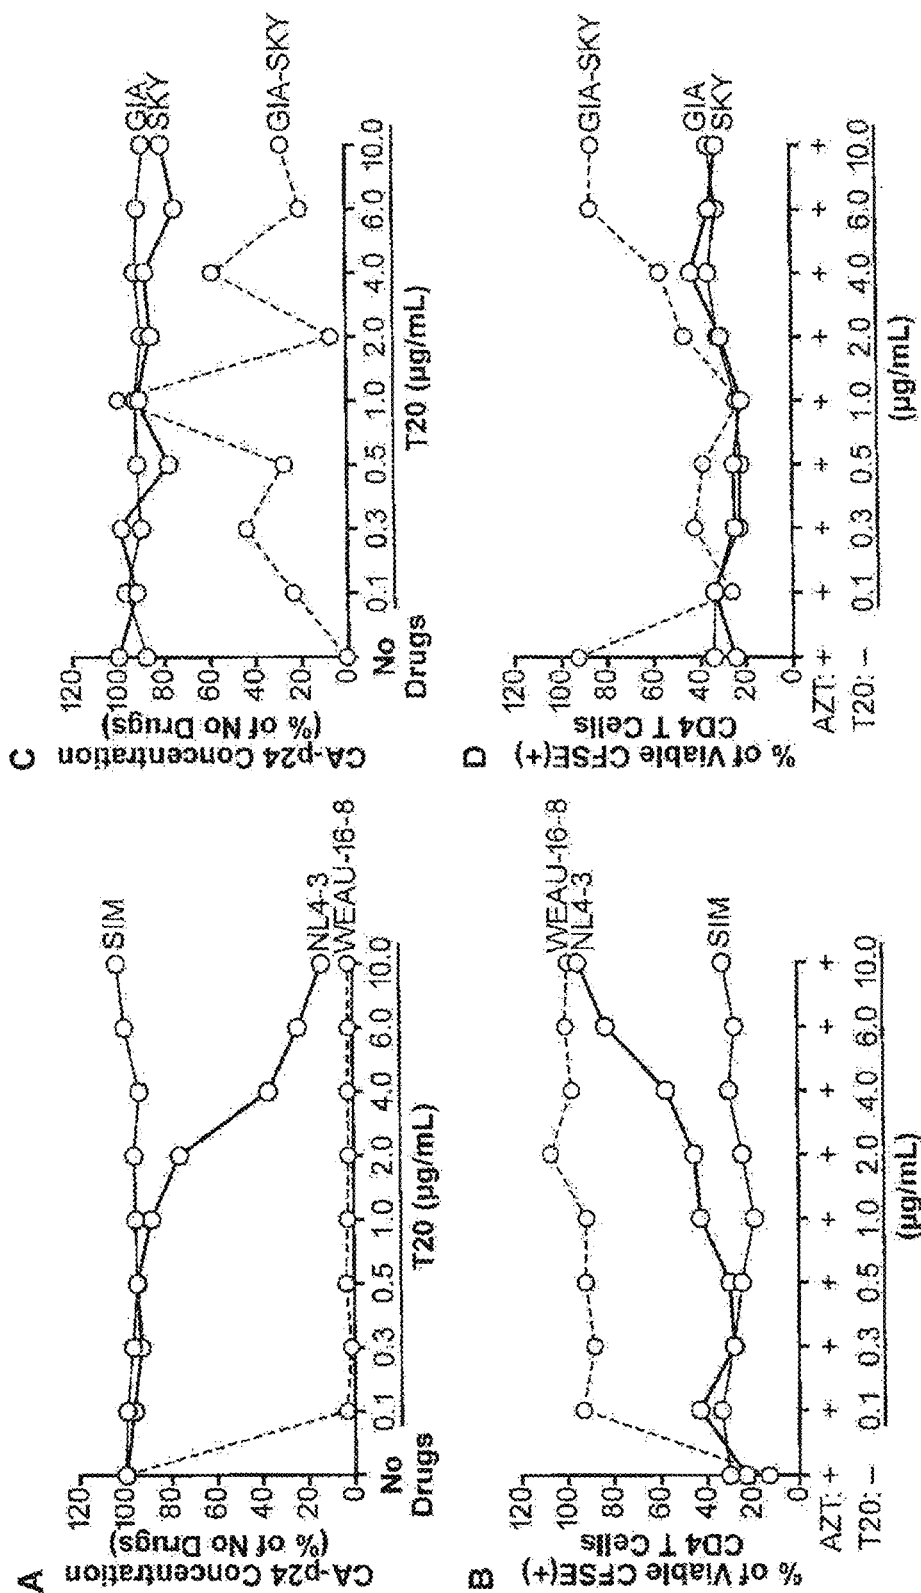 A
CA-p24 Concentration
(% of No Drugs)
120
100
80
60
40
20
0
SIM
NL4-3
WEAU-16-8
No
Drugs
0.1 0.3 0.5 1.0 2.0 4.0 6.0 10.0
T20 (µg/mL)
B
% of Viable CFSE(+)
CD4 T Cells
120
100
80
60
40
20
0
WEAU-16-8
NL4-3
SIM
AZT: + + + + + + + + +
T20: – 0.1 0.3 0.5 1.0 2.0 4.0 6.0 10.0
(µg/mL)
C
CA-p24 Concentration
(% of No Drugs)
120
100
80
60
40
20
0
GIA
SKY
GIA-SKY
No
Drugs
0.1 0.3 0.5 1.0 2.0 4.0 6.0 10.0
T20 (µg/mL)
D
% of Viable CFSE(+)
CD4 T Cells
120
100
80
60
40
20
0
GIA-SKY
GIA
SKY
AZT: + + + + + + + + +
T20: – 0.1 0.3 0.5 1.0 2.0 4.0 6.0 10.0
(µg/mL)